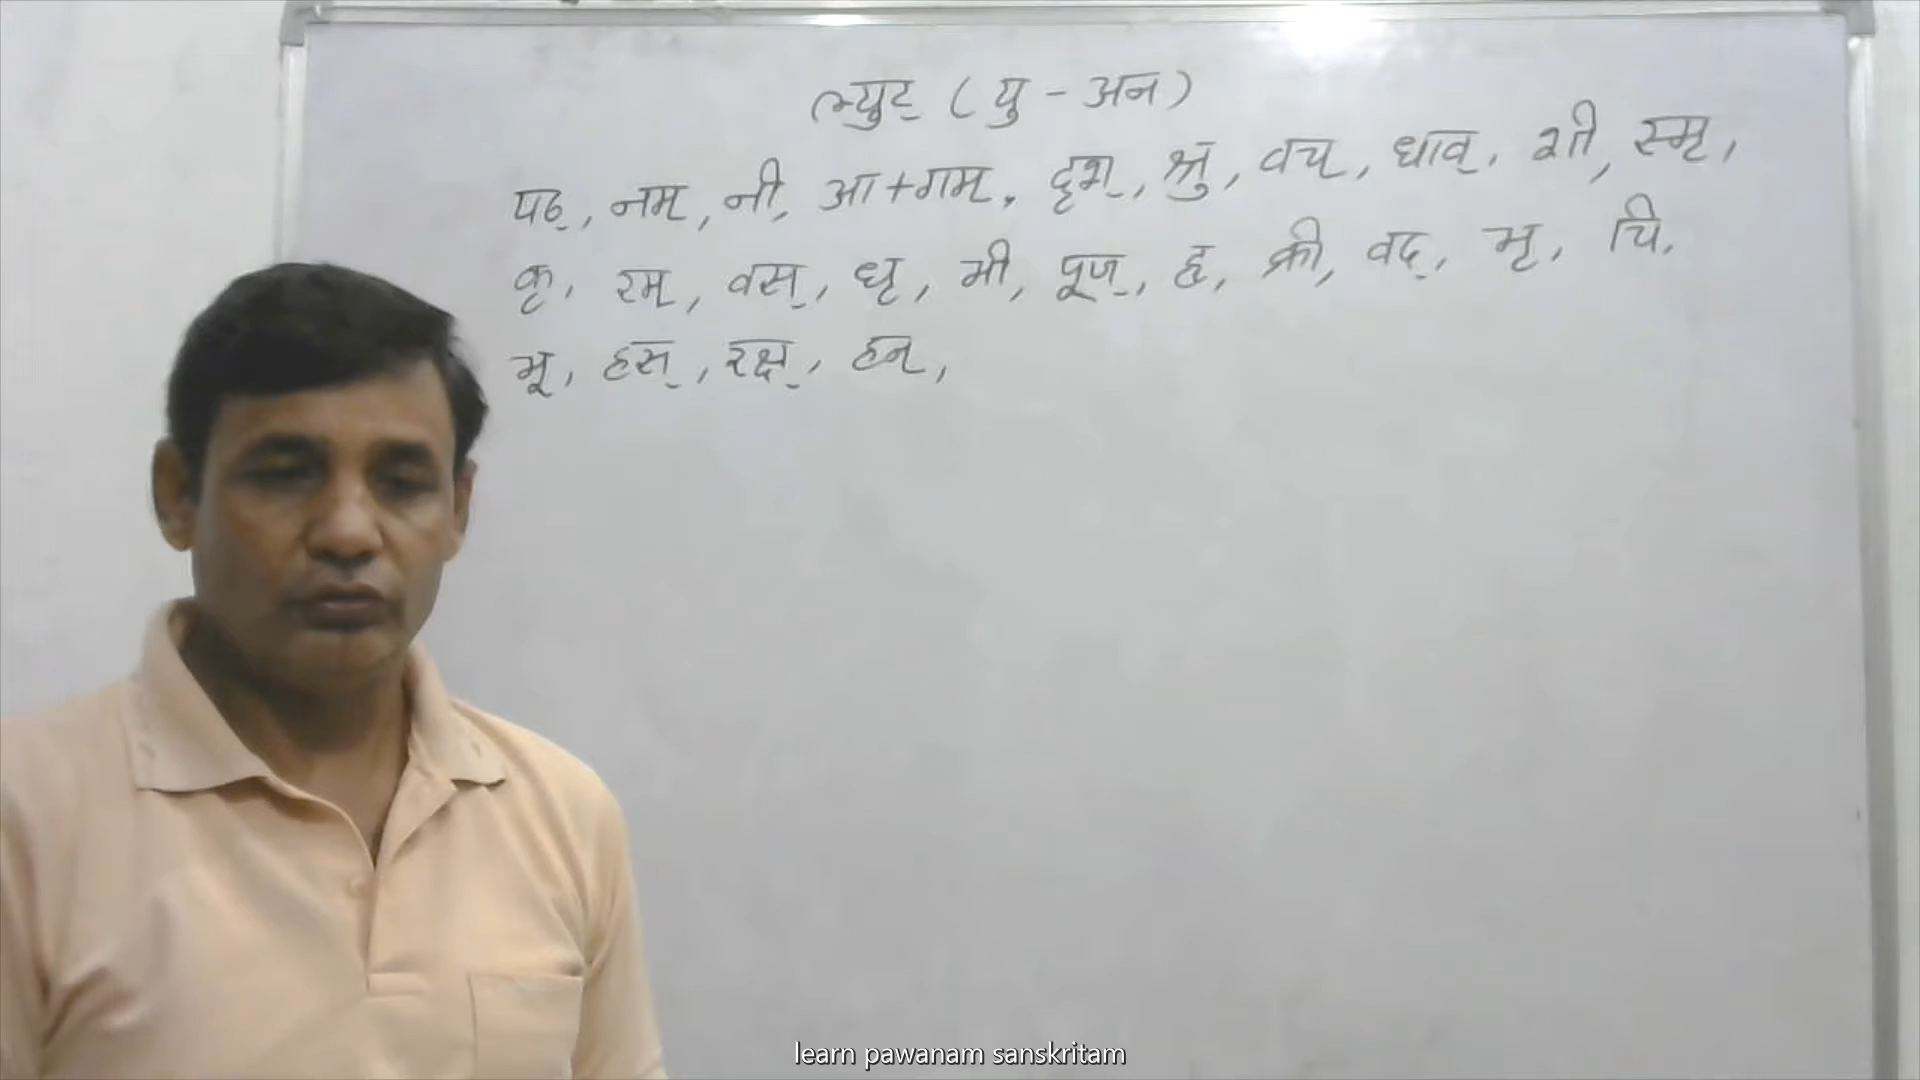 ल्युट् ( यु - अन )
पठ्, नम्, नी, आ+गम्, दृश्, श्रु, वच्, धाव्, शी, स्मृ,
कृ, रम्, वस्, धृ, भी, पूज्, हृ, क्री, वद्, भृ, चि,
भू, हस्, रक्ष्, हन्,
learn pawanam sanskritam